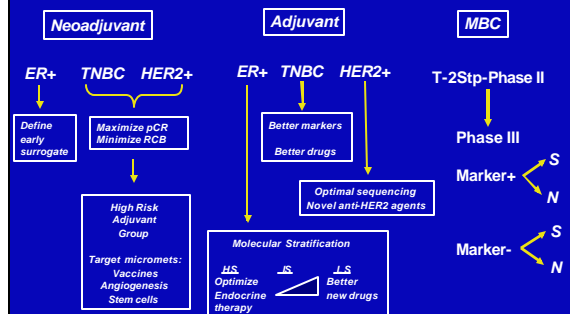 Neoadjuvant
Adjuvant
MBC
ER+ TNBC HER2+
ER+ TNBC HER2+
T-2Stp-Phase II
Define
early
surrogate
Maximize pCR
Minimize RCB
Better markers
Better drugs
Phase III
Marker+
S
N
Optimal sequencing
Novel anti-HER2 agents
High Risk
Adjuvant
Group
Target micromets:
Vaccines
Angiogenesis
Stem cells
Molecular Stratification
HS IS LS
Optimize Better
Endocrine new drugs
therapy
Marker-
S
N